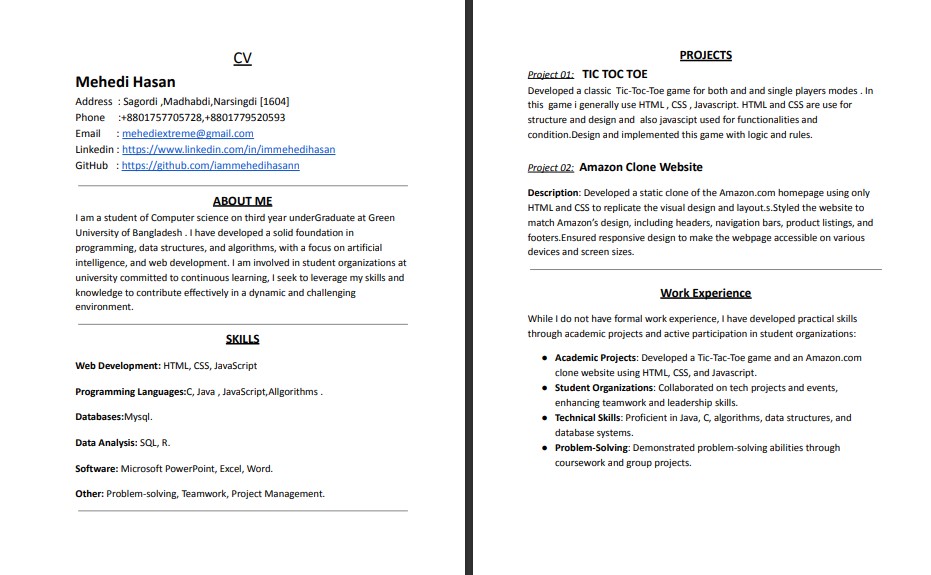 CV
Mehedi Hasan
Address : Sagordi ,Madhabdi,Narsingdi [1604]
Phone :+8801757705728,+8801779520593
Email : mehediextreme@gmail.com
Linkedin : https://www.linkedin.com/in/immehedihasan
GitHub : https://github.com/iammehedihasann
ABOUT ME
I am a student of Computer science on third year underGraduate at Green
University of Bangladesh . I have developed a solid foundation in
programming, data structures, and algorithms, with a focus on artificial
intelligence, and web development. I am involved in student organizations at
university committed to continuous learning, I seek to leverage my skills and
knowledge to contribute effectively in a dynamic and challenging
environment.
SKILLS
Web Development: HTML, CSS, JavaScript
Programming Languages:C, Java , JavaScript,Allgorithms .
Databases:Mysql.
Data Analysis: SQL, R.
Software: Microsoft PowerPoint, Excel, Word.
Other: Problem-solving, Teamwork, Project Management.
PROJECTS
Project 01: TIC TOC TOE
Developed a classic Tic-Toc-Toe game for both and and single players modes . In
this game i generally use HTML , CSS , Javascript. HTML and CSS are use for
structure and design and also javascipt used for functionalities and
condition.Design and implemented this game with logic and rules.
Project 02: Amazon Clone Website
Description: Developed a static clone of the Amazon.com homepage using only
HTML and CSS to replicate the visual design and layout.s.Styled the website to
match Amazon’s design, including headers, navigation bars, product listings, and
footers.Ensured responsive design to make the webpage accessible on various
devices and screen sizes.
Work Experience
While I do not have formal work experience, I have developed practical skills
through academic projects and active participation in student organizations:
● Academic Projects: Developed a Tic-Tac-Toe game and an Amazon.com
clone website using HTML, CSS, and Javascript.
● Student Organizations: Collaborated on tech projects and events,
enhancing teamwork and leadership skills.
● Technical Skills: Proficient in Java, C, algorithms, data structures, and
database systems.
● Problem-Solving: Demonstrated problem-solving abilities through
coursework and group projects.